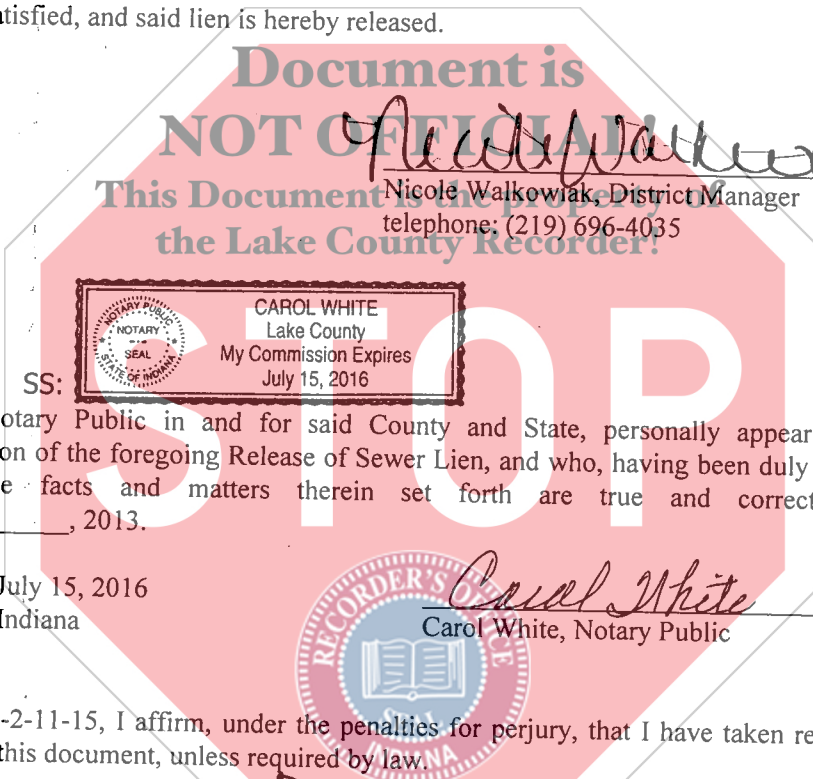 atisfied, and said lien is hereby released.
Document is
NOT OFFICIAL!
This Document is the property of
the Lake County Recorder!
Nicole Walkowiak
Nicole Walkowiak, District Manager
telephone: (219) 696-4035
NOTARY PUBLIC
NOTARY
SEAL
STATE OF INDIANA
CAROL WHITE
Lake County
My Commission Expires
July 15, 2016
STOP
SS:
otary Public in and for said County and State, personally appear
on of the foregoing Release of Sewer Lien, and who, having been duly
e facts and matters therein set forth are true and correct
, 2013.
July 15, 2016
Indiana
Carol White
Carol White, Notary Public
RECORDER'S OFFICE
SEAL
INDIANA
-2-11-15, I affirm, under the penalties for perjury, that I have taken re
this document, unless required by law.